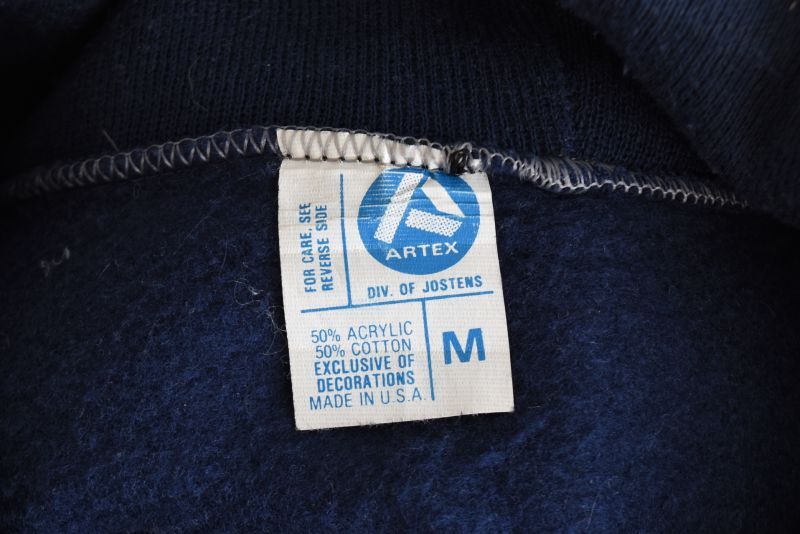 FOR CARE, SEE
REVERSE SIDE
ARTEX
DIV. OF JOSTENS
50% ACRYLIC
50% COTTON
EXCLUSIVE OF
DECORATIONS
MADE IN U.S.A.
M